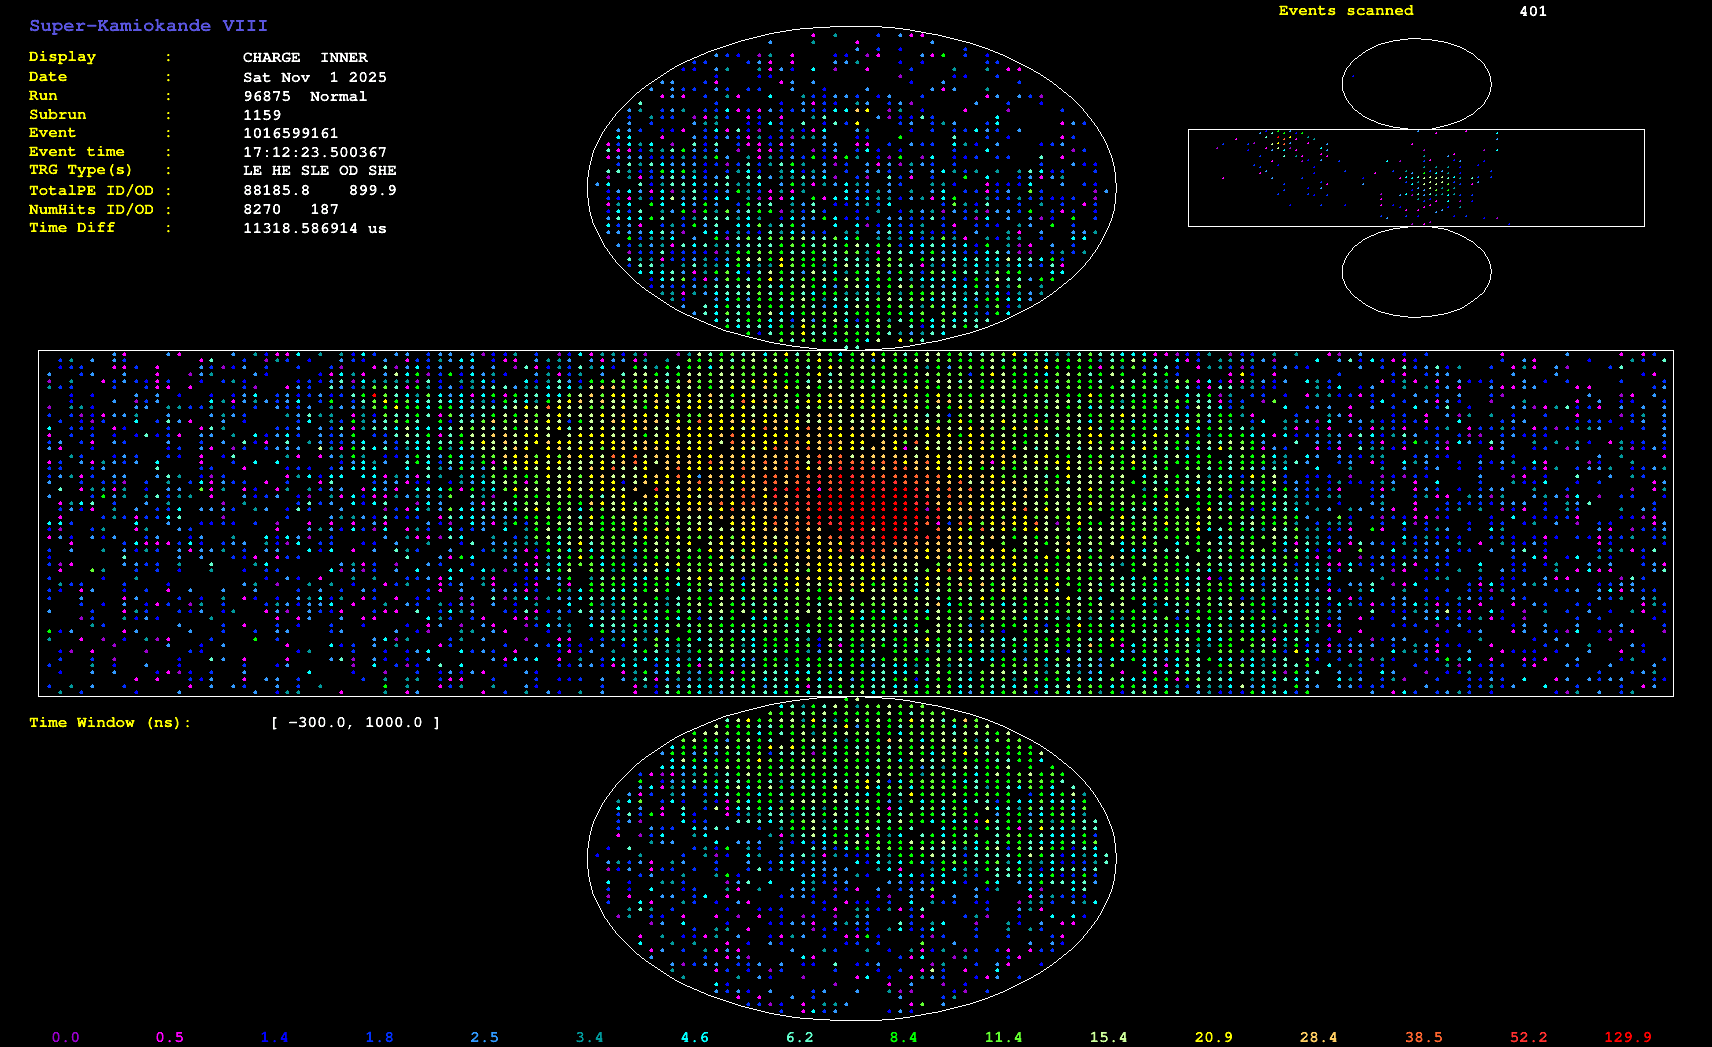 Super-Kamiokande VIII
Events scanned 401
Display : CHARGE INNER
Date : Sat Nov 1 2025
Run : 96875 Normal
Subrun : 1159
Event : 1016599161
Event time : 17:12:23.500367
TRG Type(s) : LE HE SLE OD SHE
TotalPE ID/OD : 88185.8 899.9
NumHits ID/OD : 8270 187
Time Diff : 11318.586914 us
Time Window (ns): [ -300.0, 1000.0 ]
0.0 0.5 1.4 1.8 2.5 3.4 4.6 6.2 8.4 11.4 15.4 20.9 28.4 38.5 52.2 129.9